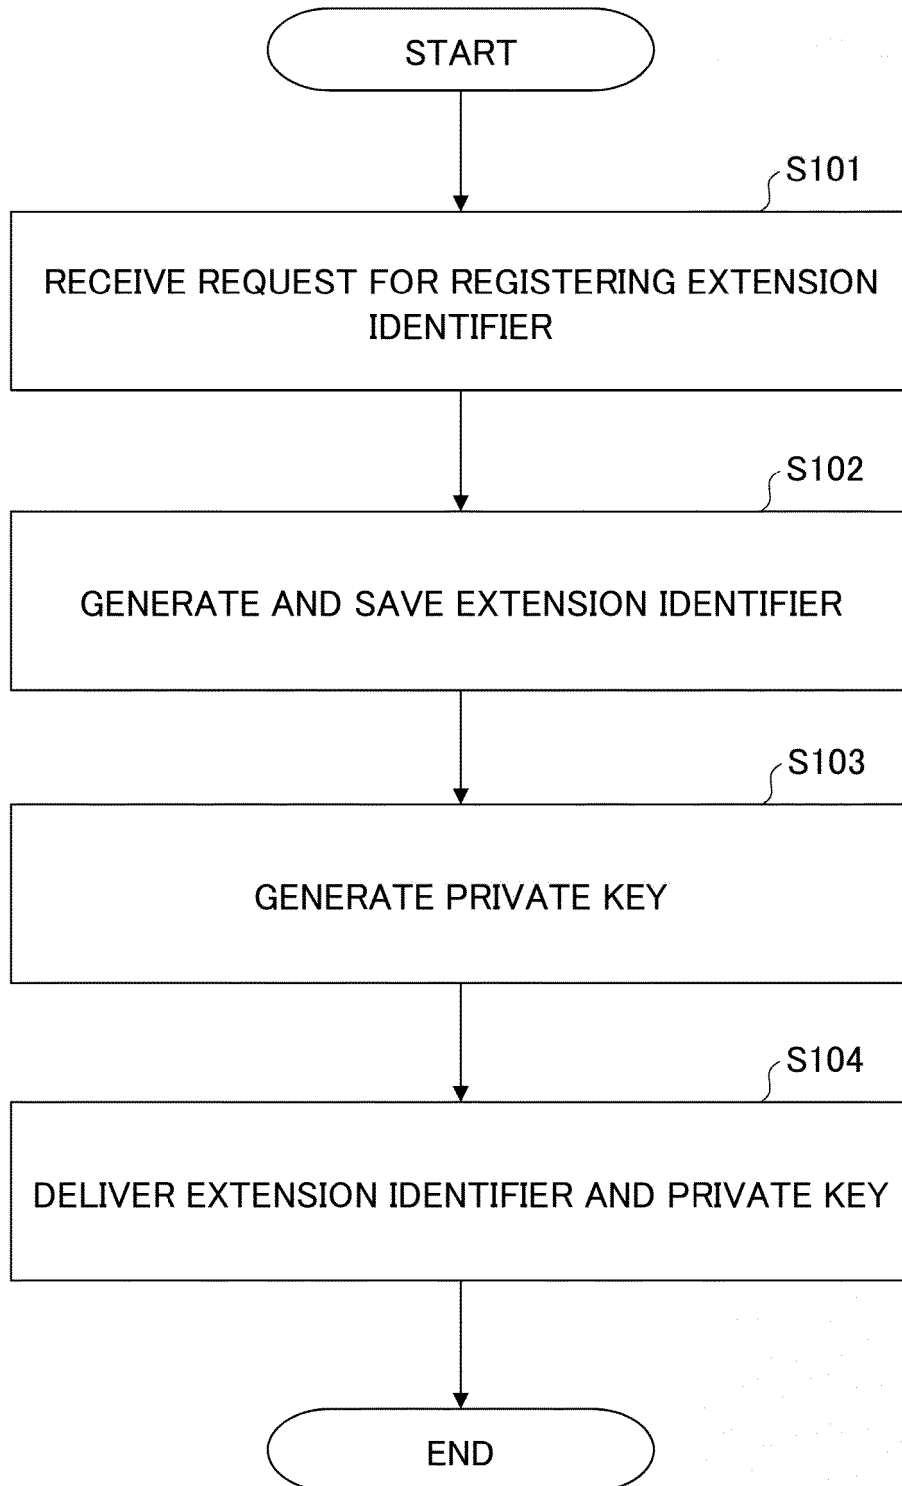 START
S101
RECEIVE REQUEST FOR REGISTERING EXTENSION
IDENTIFIER
S102
GENERATE AND SAVE EXTENSION IDENTIFIER
S103
GENERATE PRIVATE KEY
S104
DELIVER EXTENSION IDENTIFIER AND PRIVATE KEY
END